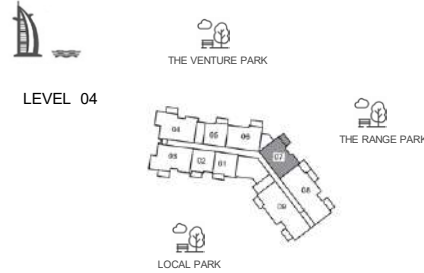 THE VENTURE PARK
LEVEL 04
THE RANGE PARK
04
05
06
07
03
02
01
08
09
LOCAL PARK